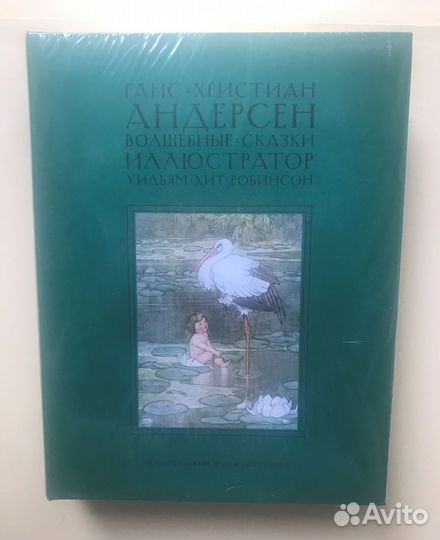 ГАНС·ХРИСТИАН
АНДЕРСЕН
ВОЛШЕБНЫЕ·СКАЗКИ
ИЛЛЮСТРАТОР
УИЛЬЯМ·ХИТ·РОБИНСОН
Avito